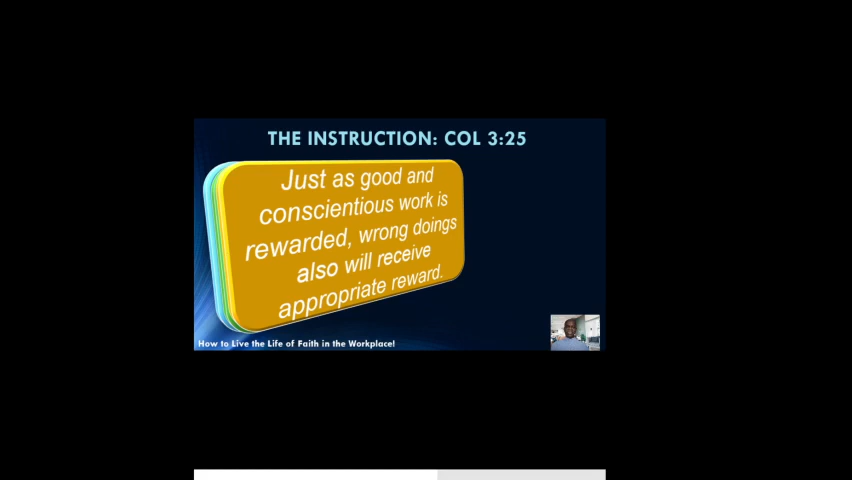 THE INSTRUCTION: COL 3:25
Just as good and
conscientious work is
rewarded, wrong doings
also will receive
appropriate reward.
How to Live the Life of Faith in the Workplace!